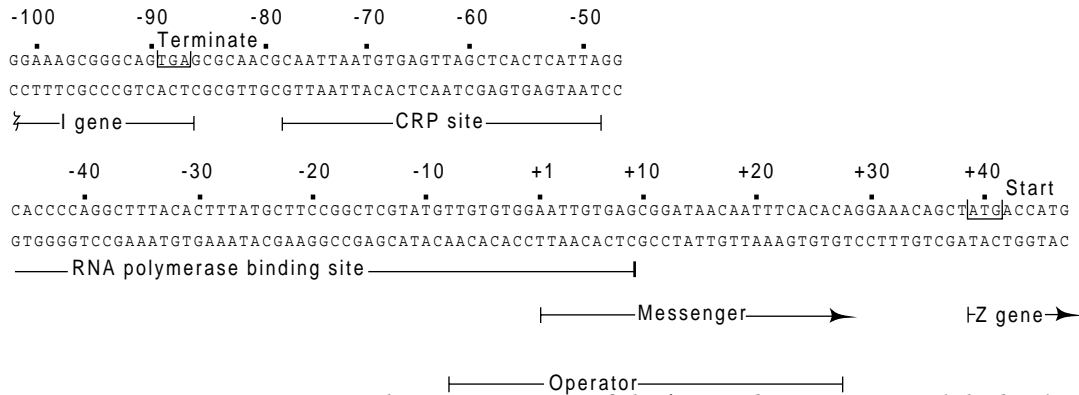 -100 -90 -80 -70 -60 -50
Terminate
GGAAAGCGGGCAGTGAGCGCAACGCAATTAATGTGAGTTAGCTCACTCATTAGG
CCTTTCGCCCGTCACTCGCGTTGCGTTAATTACACTCAATCGAGTGAGTAATCC
I gene CRP site
-40 -30 -20 -10 +1 +10 +20 +30 +40
Start
CACCCCAGGCTTTACACTTTATGCTTCCGGCTCGTATGTTGTGTGGAATTGTGAGCGGATAACAATTTCACACAGGAAACAGCTATGACCATG
GTGGGGTCCGAAATGTGAAATACGAAGGCCGAGCATACAACACACCTTAACACTCGCCTATTGTTAAAGTGTGTCCTTTGTCGATACTGGTAC
RNA polymerase binding site
Messenger Z gene
Operator